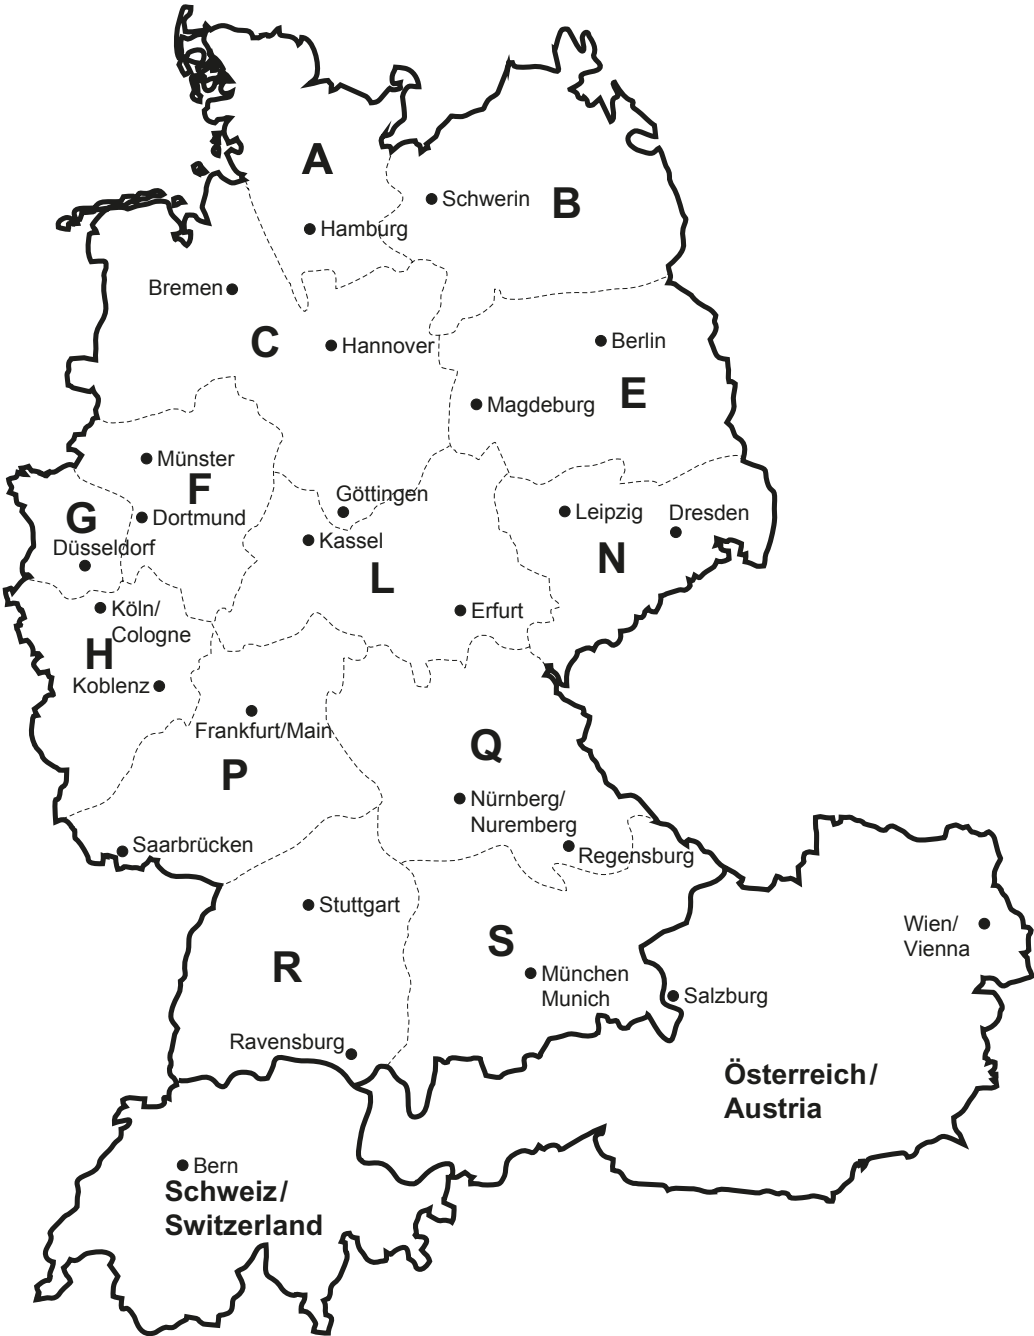 A
Schwerin
B
Hamburg
Bremen
C
Hannover
Berlin
E
Magdeburg
Münster
F
Göttingen
G
Dortmund
Leipzig
Dresden
Düsseldorf
Kassel
N
L
Köln/
Cologne
Erfurt
H
Koblenz
Frankfurt/Main
Q
P
Nürnberg/
Nuremberg
Saarbrücken
Regensburg
Stuttgart
Wien/
Vienna
S
R
München
Munich
Salzburg
Ravensburg
Österreich/
Austria
Bern
Schweiz/
Switzerland